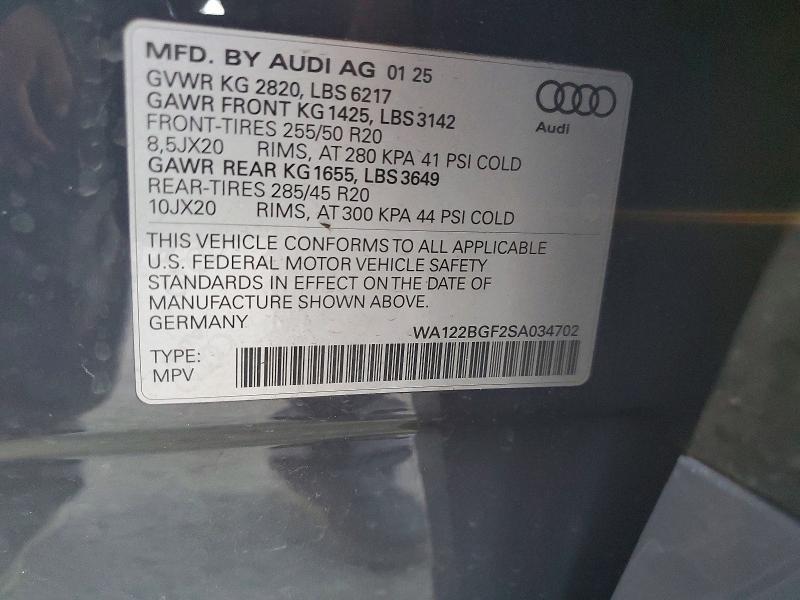 MFD. BY AUDI AG 01 25
GVWR KG 2820, LBS 6217
GAWR FRONT KG 1425, LBS 3142
FRONT-TIRES 255/50 R20
8,5JX20 RIMS, AT 280 KPA 41 PSI COLD
GAWR REAR KG 1655, LBS 3649
REAR-TIRES 285/45 R20
10JX20 RIMS, AT 300 KPA 44 PSI COLD
Audi
THIS VEHICLE CONFORMS TO ALL APPLICABLE
U.S. FEDERAL MOTOR VEHICLE SAFETY
STANDARDS IN EFFECT ON THE DATE OF
MANUFACTURE SHOWN ABOVE.
GERMANY WA122BGF2SA034702
TYPE:
MPV